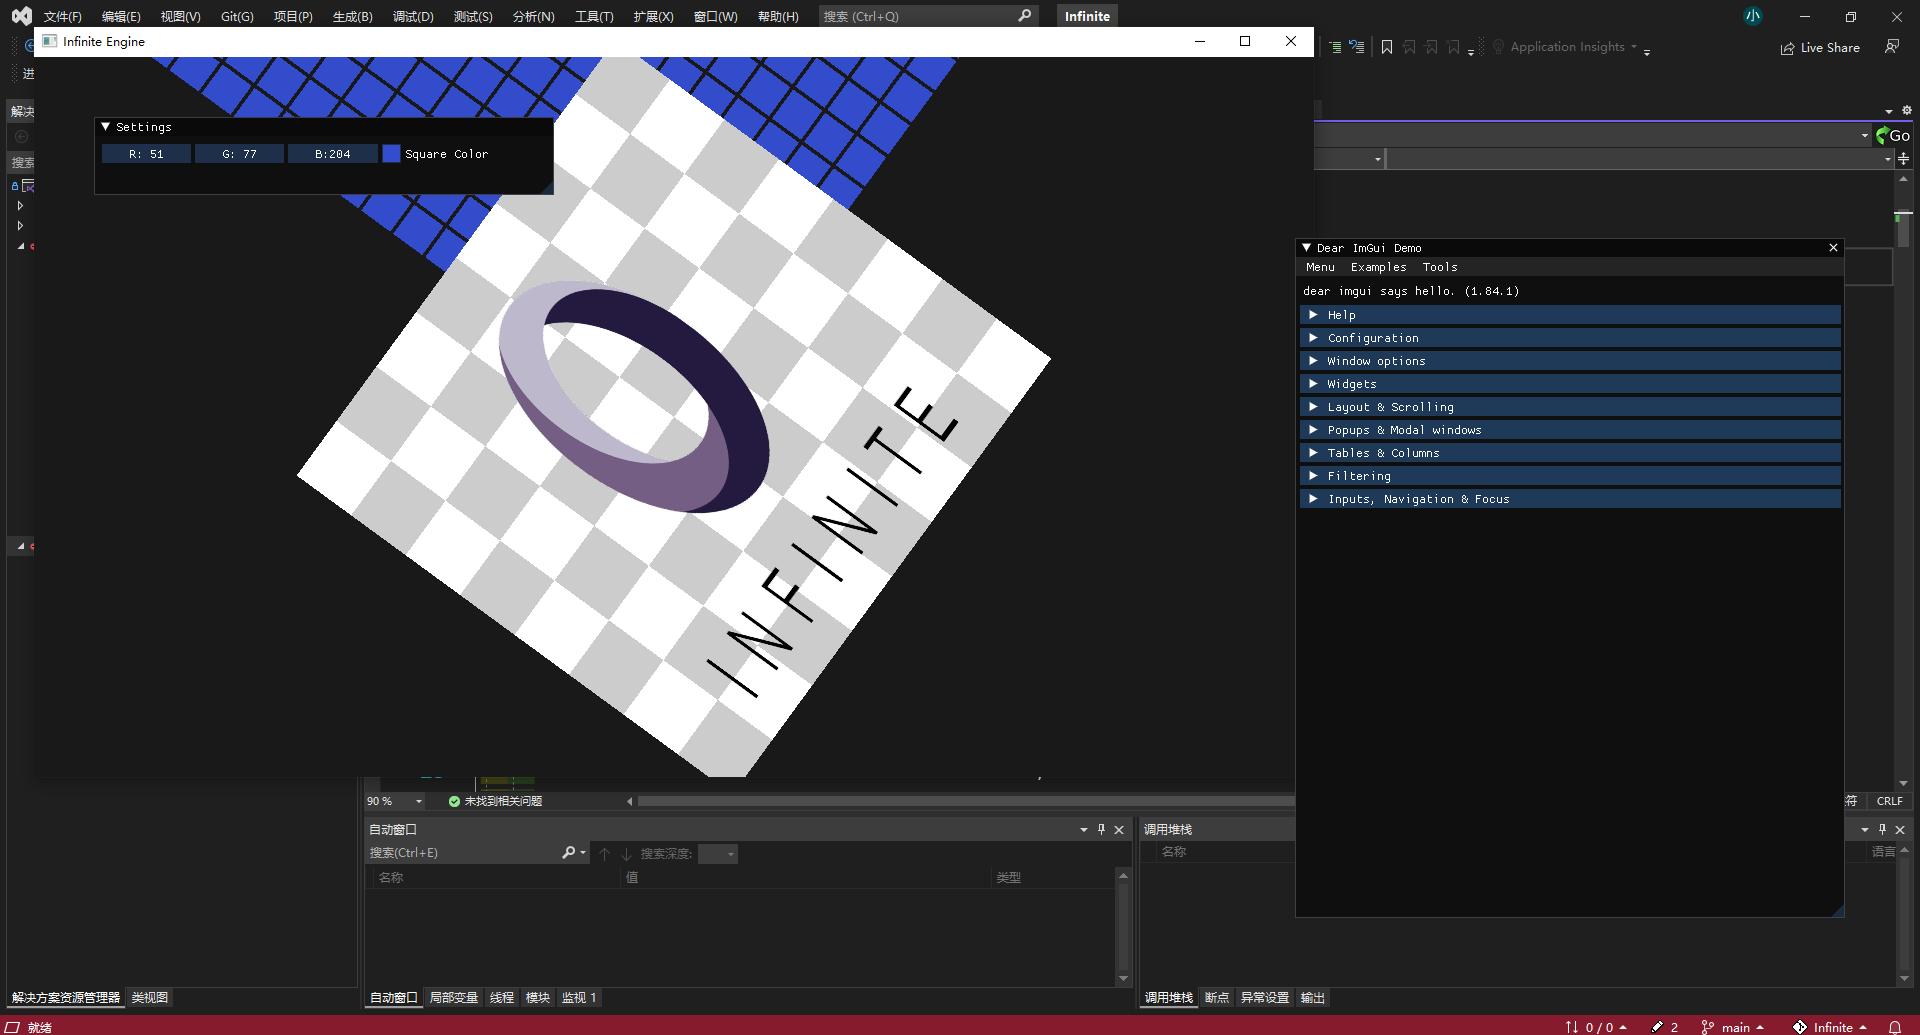 文件(F) 编辑(E) 视图(V) Git(G) 项目(P) 生成(B) 调试(D) 测试(S) 分析(N) 工具(T) 扩展(X) 窗口(W) 帮助(H) 搜索 (Ctrl+Q) Infinite 小
Infinite Engine
Application Insights Live Share
进
解决
Settings
R: 51 G: 77 B:204 Square Color
Go
搜索
Dear ImGui Demo
Menu Examples Tools
dear imgui says hello. (1.84.1)
Help
Configuration
Window options
Widgets
Layout & Scrolling
Popups & Modal windows
Tables & Columns
Filtering
Inputs, Navigation & Focus
INFINITE
90 % 未找到相关问题 符 CRLF
自动窗口 调用堆栈
搜索(Ctrl+E) 搜索深度: 名称 语言
名称 值 类型
解决方案资源管理器 类视图 自动窗口 局部变量 线程 模块 监视 1 调用堆栈 断点 异常设置 输出
就绪 0 / 0 2 main Infinite